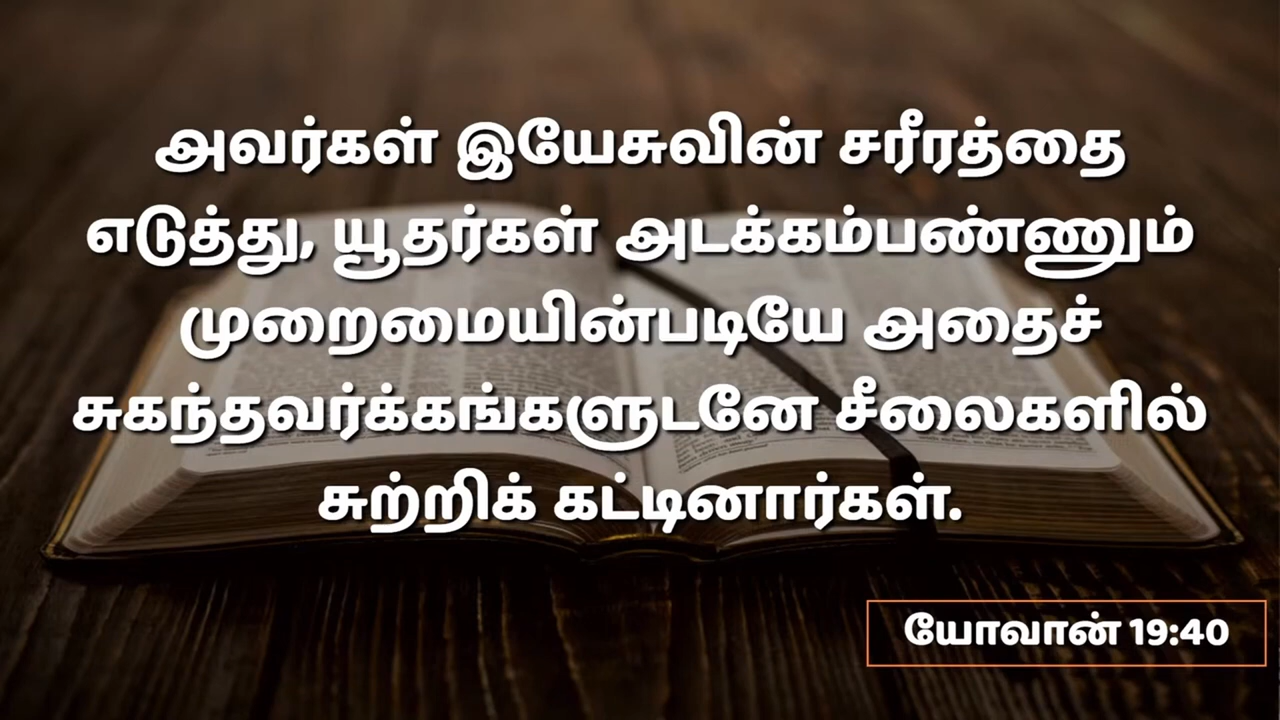 அவர்கள் இயேசுவின் சரீரத்தை
எடுத்து, யூதர்கள் அடக்கம்பண்ணும்
முறைமையின்படியே அதைச்
சுகந்தவர்க்கங்களுடனே சீலைகளில்
சுற்றிக் கட்டினார்கள்.
யோவான் 19:40